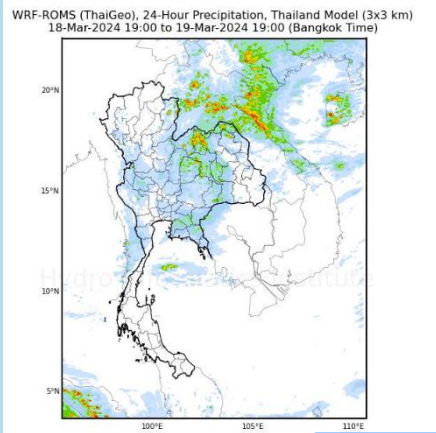 WRF-ROMS (ThaiGeo), 24-Hour Precipitation, Thailand Model (3x3 km)
18-Mar-2024 19:00 to 19-Mar-2024 19:00 (Bangkok Time)
20°N
15°N
10°N
5°N
100°E
105°E
110°E